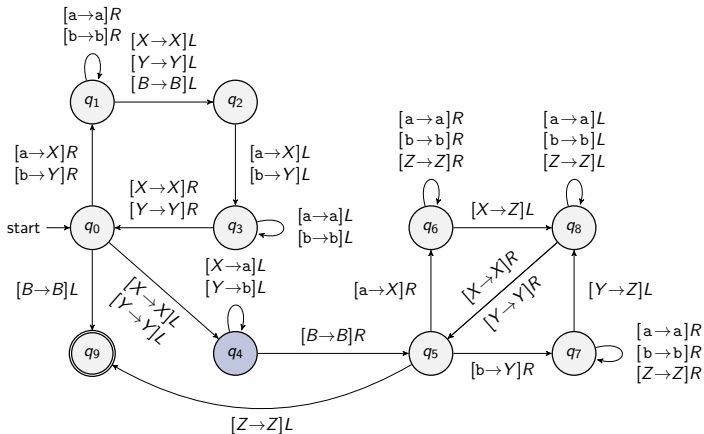 [a→a]R
[b→b]R
[X→X]L
[Y→Y]L
[B→B]L
q1
q2
[a→X]R
[b→Y]R
[a→X]L
[b→Y]L
[X→X]R
[Y→Y]R
start
q0
q3
[a→a]L
[b→b]L
[a→a]R
[b→b]R
[Z→Z]R
[a→a]L
[b→b]L
[Z→Z]L
q6
[X→Z]L
q8
[B→B]L
[X→X]L
[Y→Y]L
[X→a]L
[Y→b]L
[a→X]R
[X→X]R
[Y→Y]R
[Y→Z]L
q9
q4
[B→B]R
q5
[b→Y]R
q7
[a→a]R
[b→b]R
[Z→Z]R
[Z→Z]L